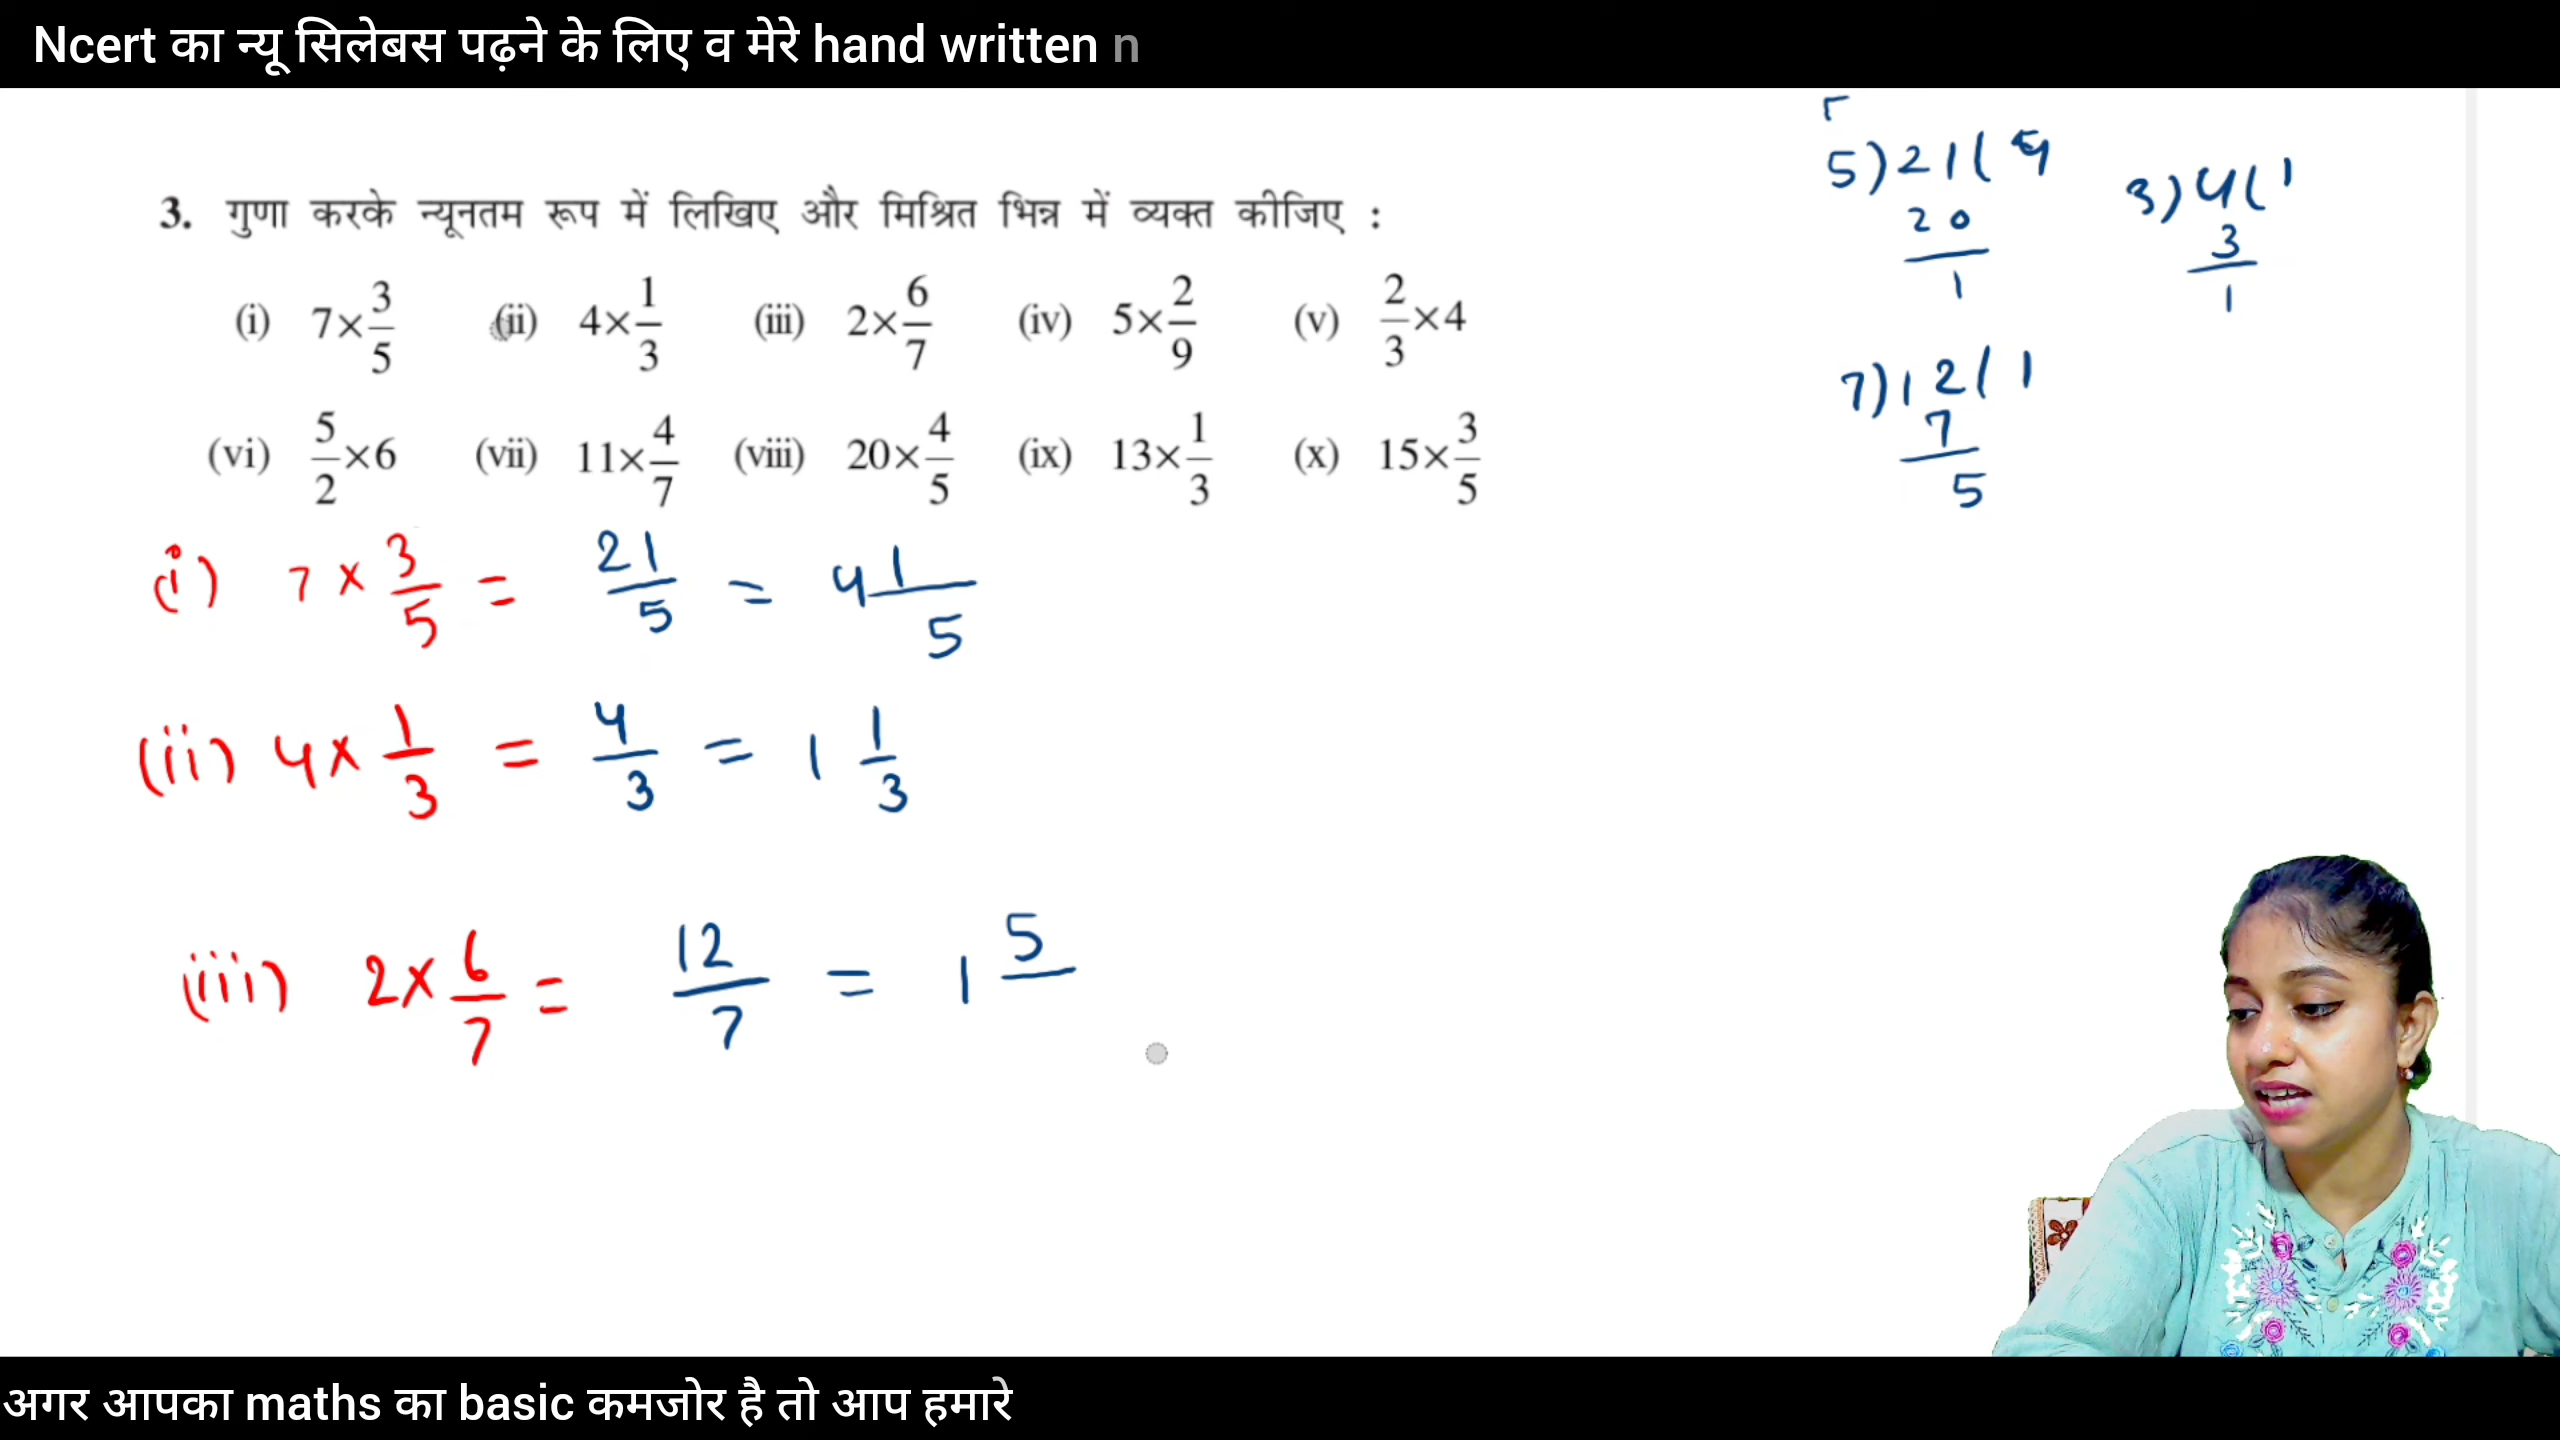 Ncert का न्यू सिलेबस पढ़ने के लिए व मेरे hand written n
3. गुणा करके न्यूनतम रूप में लिखिए और मिश्रित भिन्न में व्यक्त कीजिए :
(i) 7×3/5 (ii) 4×1/3 (iii) 2×6/7 (iv) 5×2/9 (v) 2/3×4
(vi) 5/2×6 (vii) 11×4/7 (viii) 20×4/5 (ix) 13×1/3 (x) 15×3/5
5)21(4
20
1
3)4(1
3
1
7)12(1
7
5
(i) 7 × 3/5 = 21/5 = 4 1/5
(ii) 4 × 1/3 = 4/3 = 1 1/3
(iii) 2 × 6/7 = 12/7 = 1 5/
अगर आपका maths का basic कमजोर है तो आप हमारे